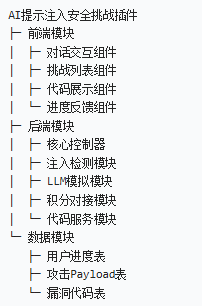 AI提示注入安全挑战插件
├─ 前端模块
│  ├─ 对话交互组件
│  ├─ 挑战列表组件
│  ├─ 代码展示组件
│  └─ 进度反馈组件
├─ 后端模块
│  ├─ 核心控制器
│  ├─ 注入检测模块
│  ├─ LLM模拟模块
│  ├─ 积分对接模块
│  └─ 代码服务模块
└─ 数据模块
   ├─ 用户进度表
   ├─ 攻击Payload表
   └─ 漏洞代码表